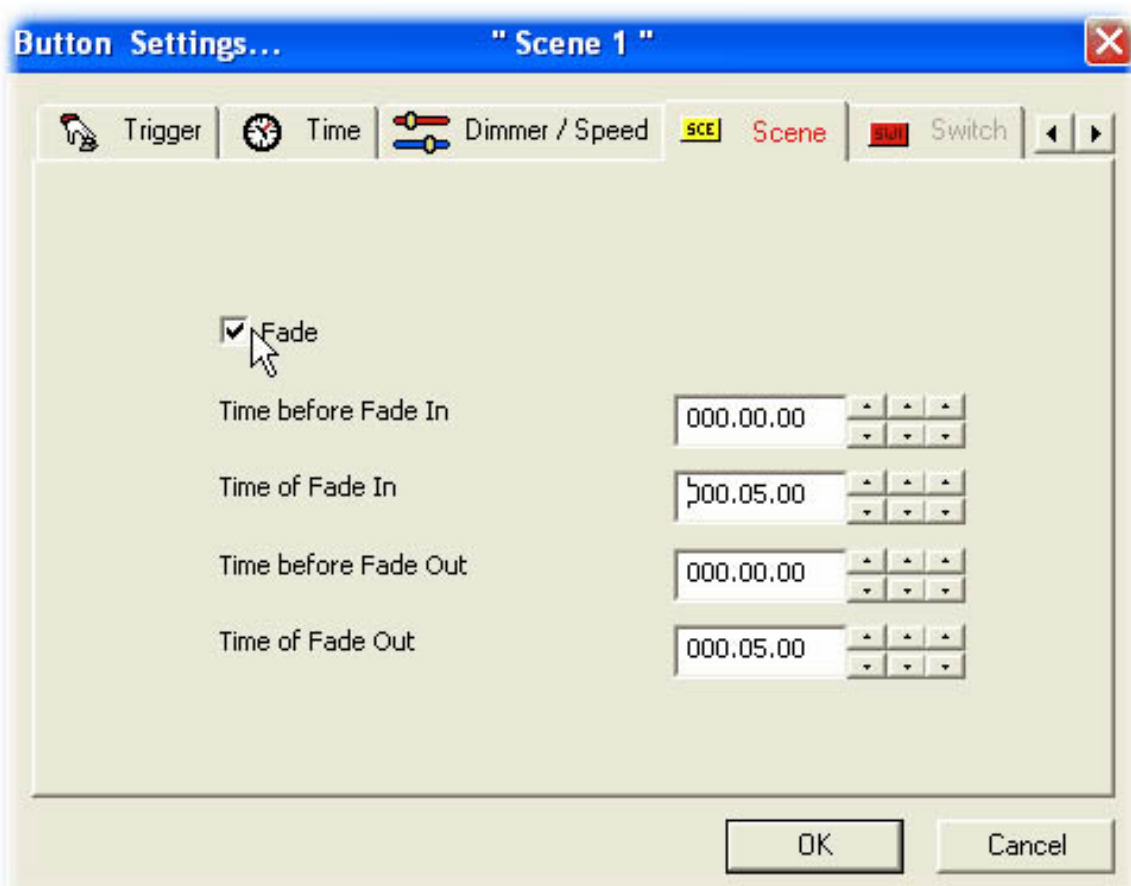 Button Settings... " Scene 1 "
Trigger Time Dimmer / Speed SCE Scene SWI Switch
Fade
Time before Fade In 000.00.00
Time of Fade In 000.05.00
Time before Fade Out 000.00.00
Time of Fade Out 000.05.00
OK Cancel